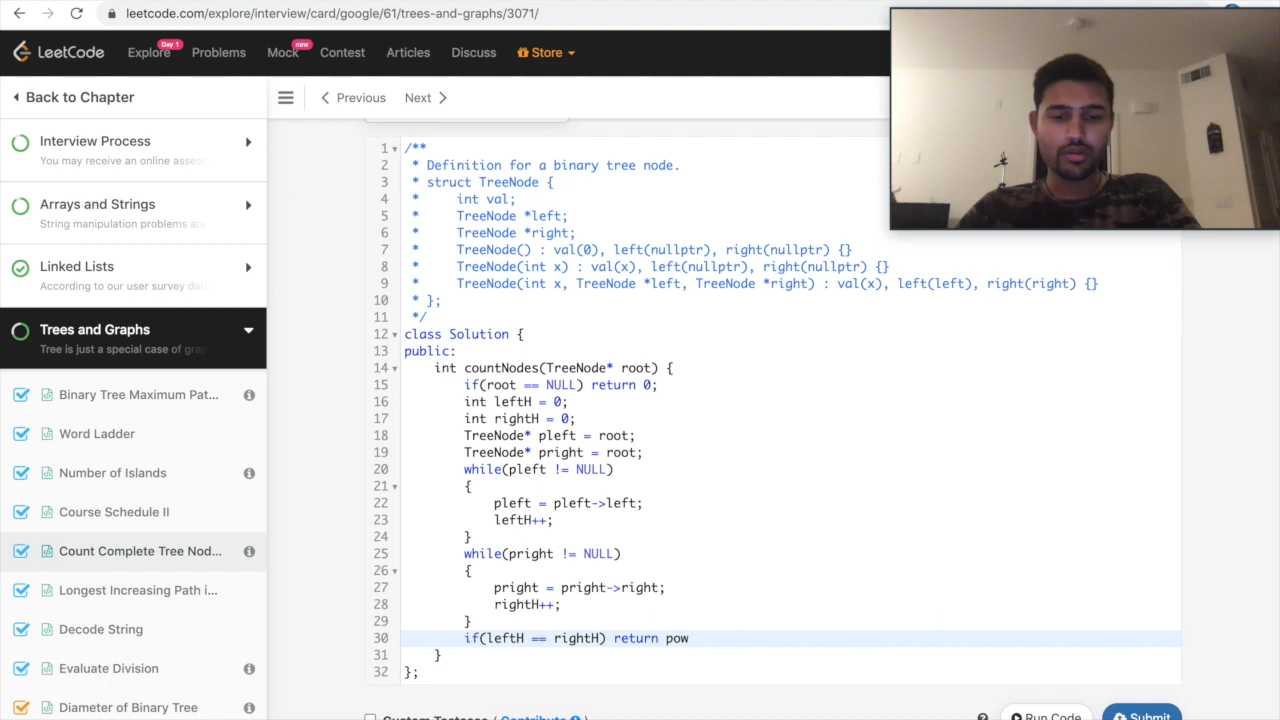 leetcode.com/explore/interview/card/google/61/trees-and-graphs/3071/
LeetCode Explore Day 1 Problems Mock new Contest Articles Discuss Store
Back to Chapter
Previous Next
Interview Process
You may receive an online asses
Arrays and Strings
String manipulation problems are
Linked Lists
According to our user survey dat
Trees and Graphs
Tree is just a special case of grap
Binary Tree Maximum Pat...
Word Ladder
Number of Islands
Course Schedule II
Count Complete Tree Nod...
Longest Increasing Path i...
Decode String
Evaluate Division
Diameter of Binary Tree
1 /**
2 * Definition for a binary tree node.
3 * struct TreeNode {
4 *     int val;
5 *     TreeNode *left;
6 *     TreeNode *right;
7 *     TreeNode() : val(0), left(nullptr), right(nullptr) {}
8 *     TreeNode(int x) : val(x), left(nullptr), right(nullptr) {}
9 *     TreeNode(int x, TreeNode *left, TreeNode *right) : val(x), left(left), right(right) {}
10 * };
11 */
12 class Solution {
13 public:
14     int countNodes(TreeNode* root) {
15         if(root == NULL) return 0;
16         int leftH = 0;
17         int rightH = 0;
18         TreeNode* pleft = root;
19         TreeNode* pright = root;
20         while(pleft != NULL)
21         {
22             pleft = pleft->left;
23             leftH++;
24         }
25         while(pright != NULL)
26         {
27             pright = pright->right;
28             rightH++;
29         }
30         if(leftH == rightH) return pow
31     }
32 };
Custom Testcase ( Contribute )
Run Code Submit